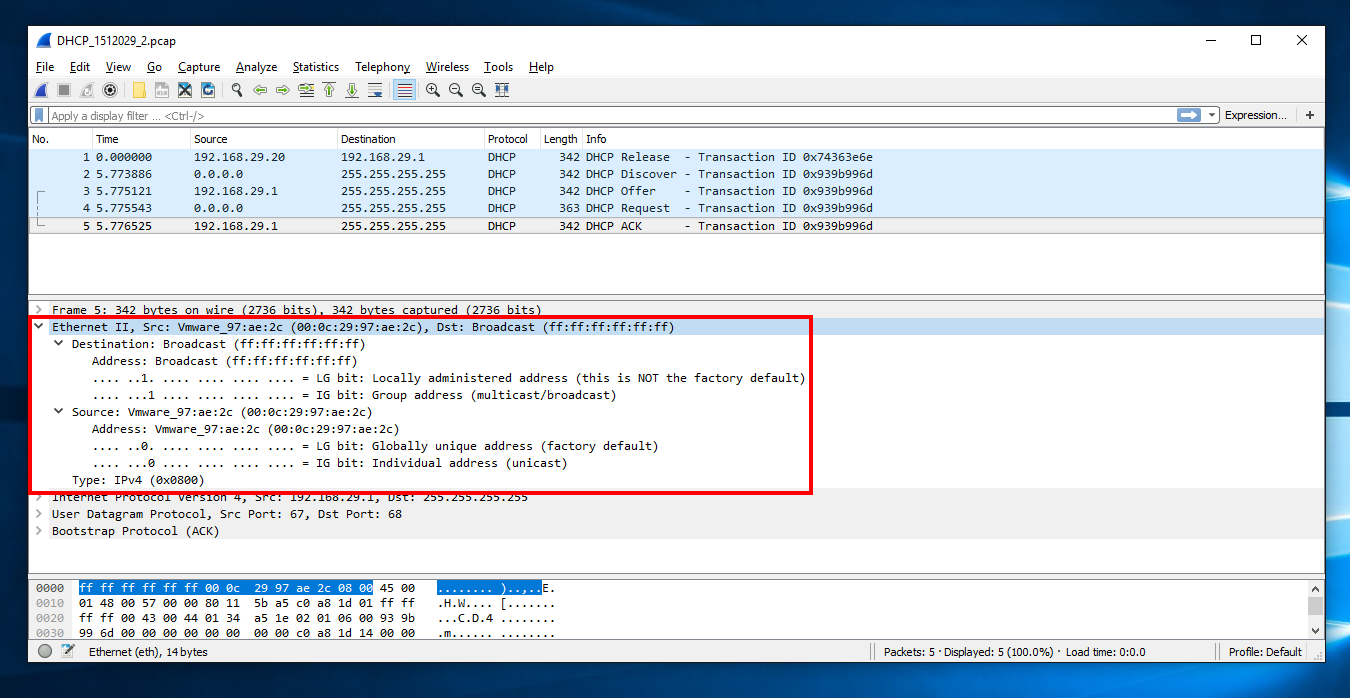 DHCP_1512029_2.pcap
File Edit View Go Capture Analyze Statistics Telephony Wireless Tools Help
Apply a display filter ... <Ctrl-/> Expression... +
No. Time Source Destination Protocol Length Info
1 0.000000 192.168.29.20 192.168.29.1 DHCP 342 DHCP Release - Transaction ID 0x74363e6e
2 5.773886 0.0.0.0 255.255.255.255 DHCP 342 DHCP Discover - Transaction ID 0x939b996d
3 5.775121 192.168.29.1 255.255.255.255 DHCP 342 DHCP Offer - Transaction ID 0x939b996d
4 5.775543 0.0.0.0 255.255.255.255 DHCP 363 DHCP Request - Transaction ID 0x939b996d
5 5.776525 192.168.29.1 255.255.255.255 DHCP 342 DHCP ACK - Transaction ID 0x939b996d
Frame 5: 342 bytes on wire (2736 bits), 342 bytes captured (2736 bits)
Ethernet II, Src: Vmware_97:ae:2c (00:0c:29:97:ae:2c), Dst: Broadcast (ff:ff:ff:ff:ff:ff)
Destination: Broadcast (ff:ff:ff:ff:ff:ff)
Address: Broadcast (ff:ff:ff:ff:ff:ff)
.... ..1. .... .... .... .... = LG bit: Locally administered address (this is NOT the factory default)
.... ...1 .... .... .... .... = IG bit: Group address (multicast/broadcast)
Source: Vmware_97:ae:2c (00:0c:29:97:ae:2c)
Address: Vmware_97:ae:2c (00:0c:29:97:ae:2c)
.... ..0. .... .... .... .... = LG bit: Globally unique address (factory default)
.... ...0 .... .... .... .... = IG bit: Individual address (unicast)
Type: IPv4 (0x0800)
Internet Protocol Version 4, Src: 192.168.29.1, Dst: 255.255.255.255
User Datagram Protocol, Src Port: 67, Dst Port: 68
Bootstrap Protocol (ACK)
0000 ff ff ff ff ff ff 00 0c 29 97 ae 2c 08 00 45 00 ........ )..,..E.
0010 01 48 00 57 00 00 80 11 5b a5 c0 a8 1d 01 ff ff .H.W.... [.......
0020 ff ff 00 43 00 44 01 34 a5 1e 02 01 06 00 93 9b ...C.D.4 ........
0030 99 6d 00 00 00 00 00 00 00 00 c0 a8 1d 14 00 00 .m...... ........
Ethernet (eth), 14 bytes Packets: 5 · Displayed: 5 (100.0%) · Load time: 0:0.0 Profile: Default